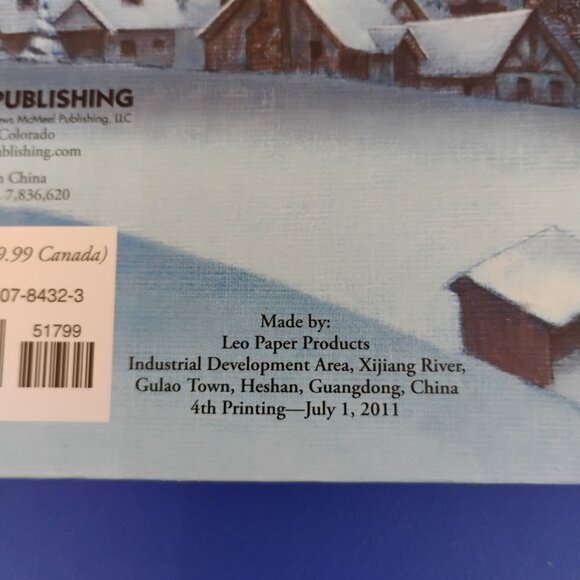 PUBLISHING
ews McMeel Publishing, LLC
Colorado
ublishing.com
n China
7,836,620
9.99 Canada)
07-8432-3
51799
Made by:
Leo Paper Products
Industrial Development Area, Xijiang River,
Gulao Town, Heshan, Guangdong, China
4th Printing—July 1, 2011